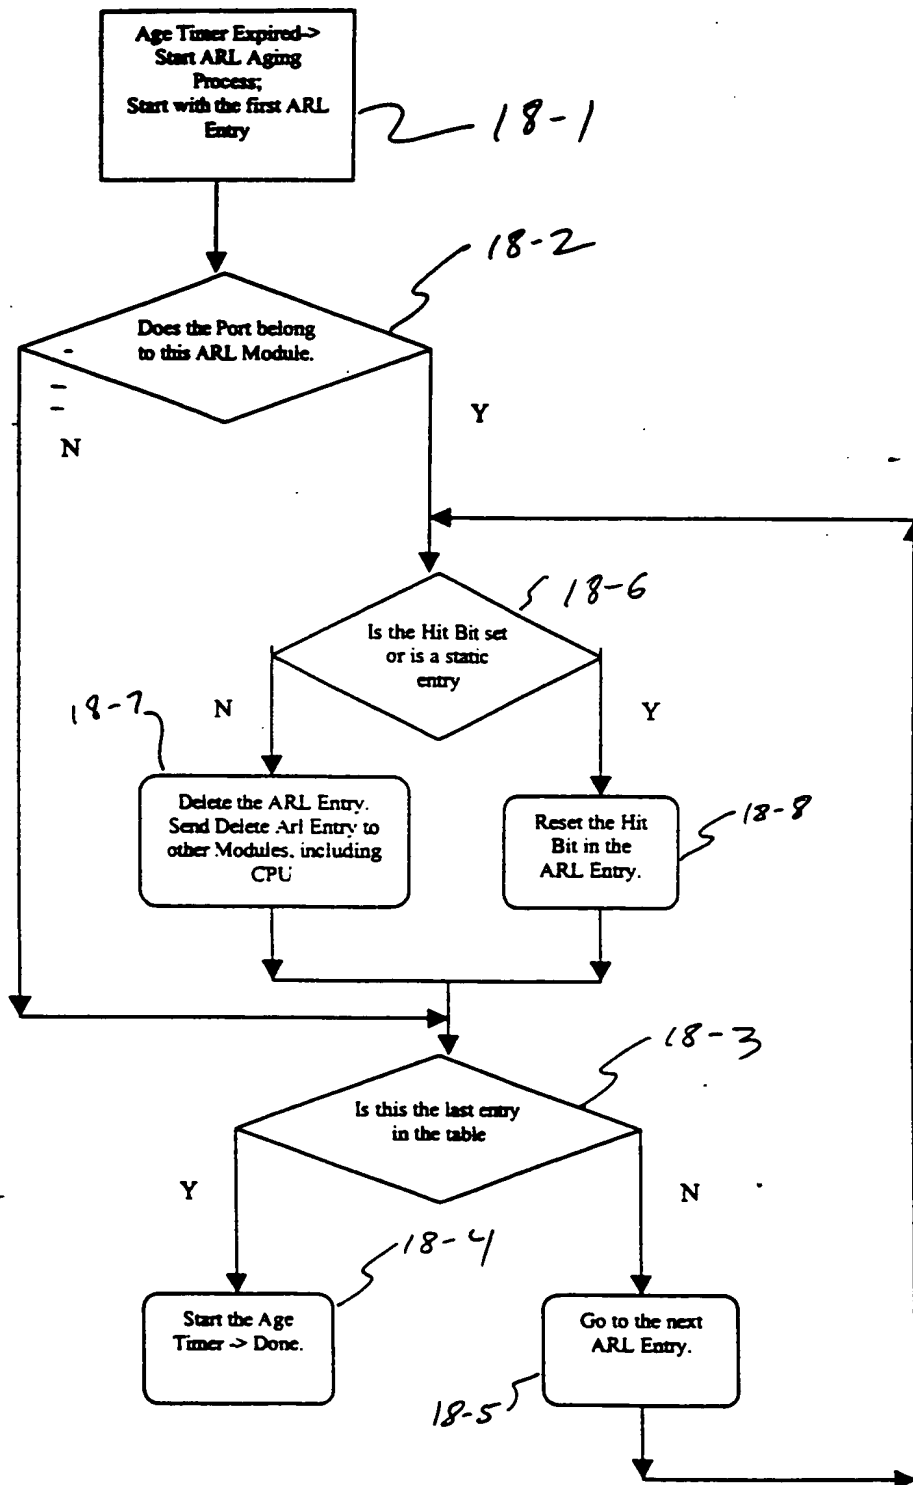 Age Timer Expired->
Start ARL Aging
Process;
Start with the first ARL
Entry
18-1
18-2
Does the Port belong
to this ARL Module.
N
Y
18-6
Is the Hit Bit set
or is a static
entry
18-7
N
Y
Delete the ARL Entry.
Send Delete Arl Entry to
other Modules, including
CPU
Reset the Hit
Bit in the
ARL Entry.
18-8
18-3
Is this the last entry
in the table
Y
N
18-4
Start the Age
Timer -> Done.
Go to the next
ARL Entry.
18-5